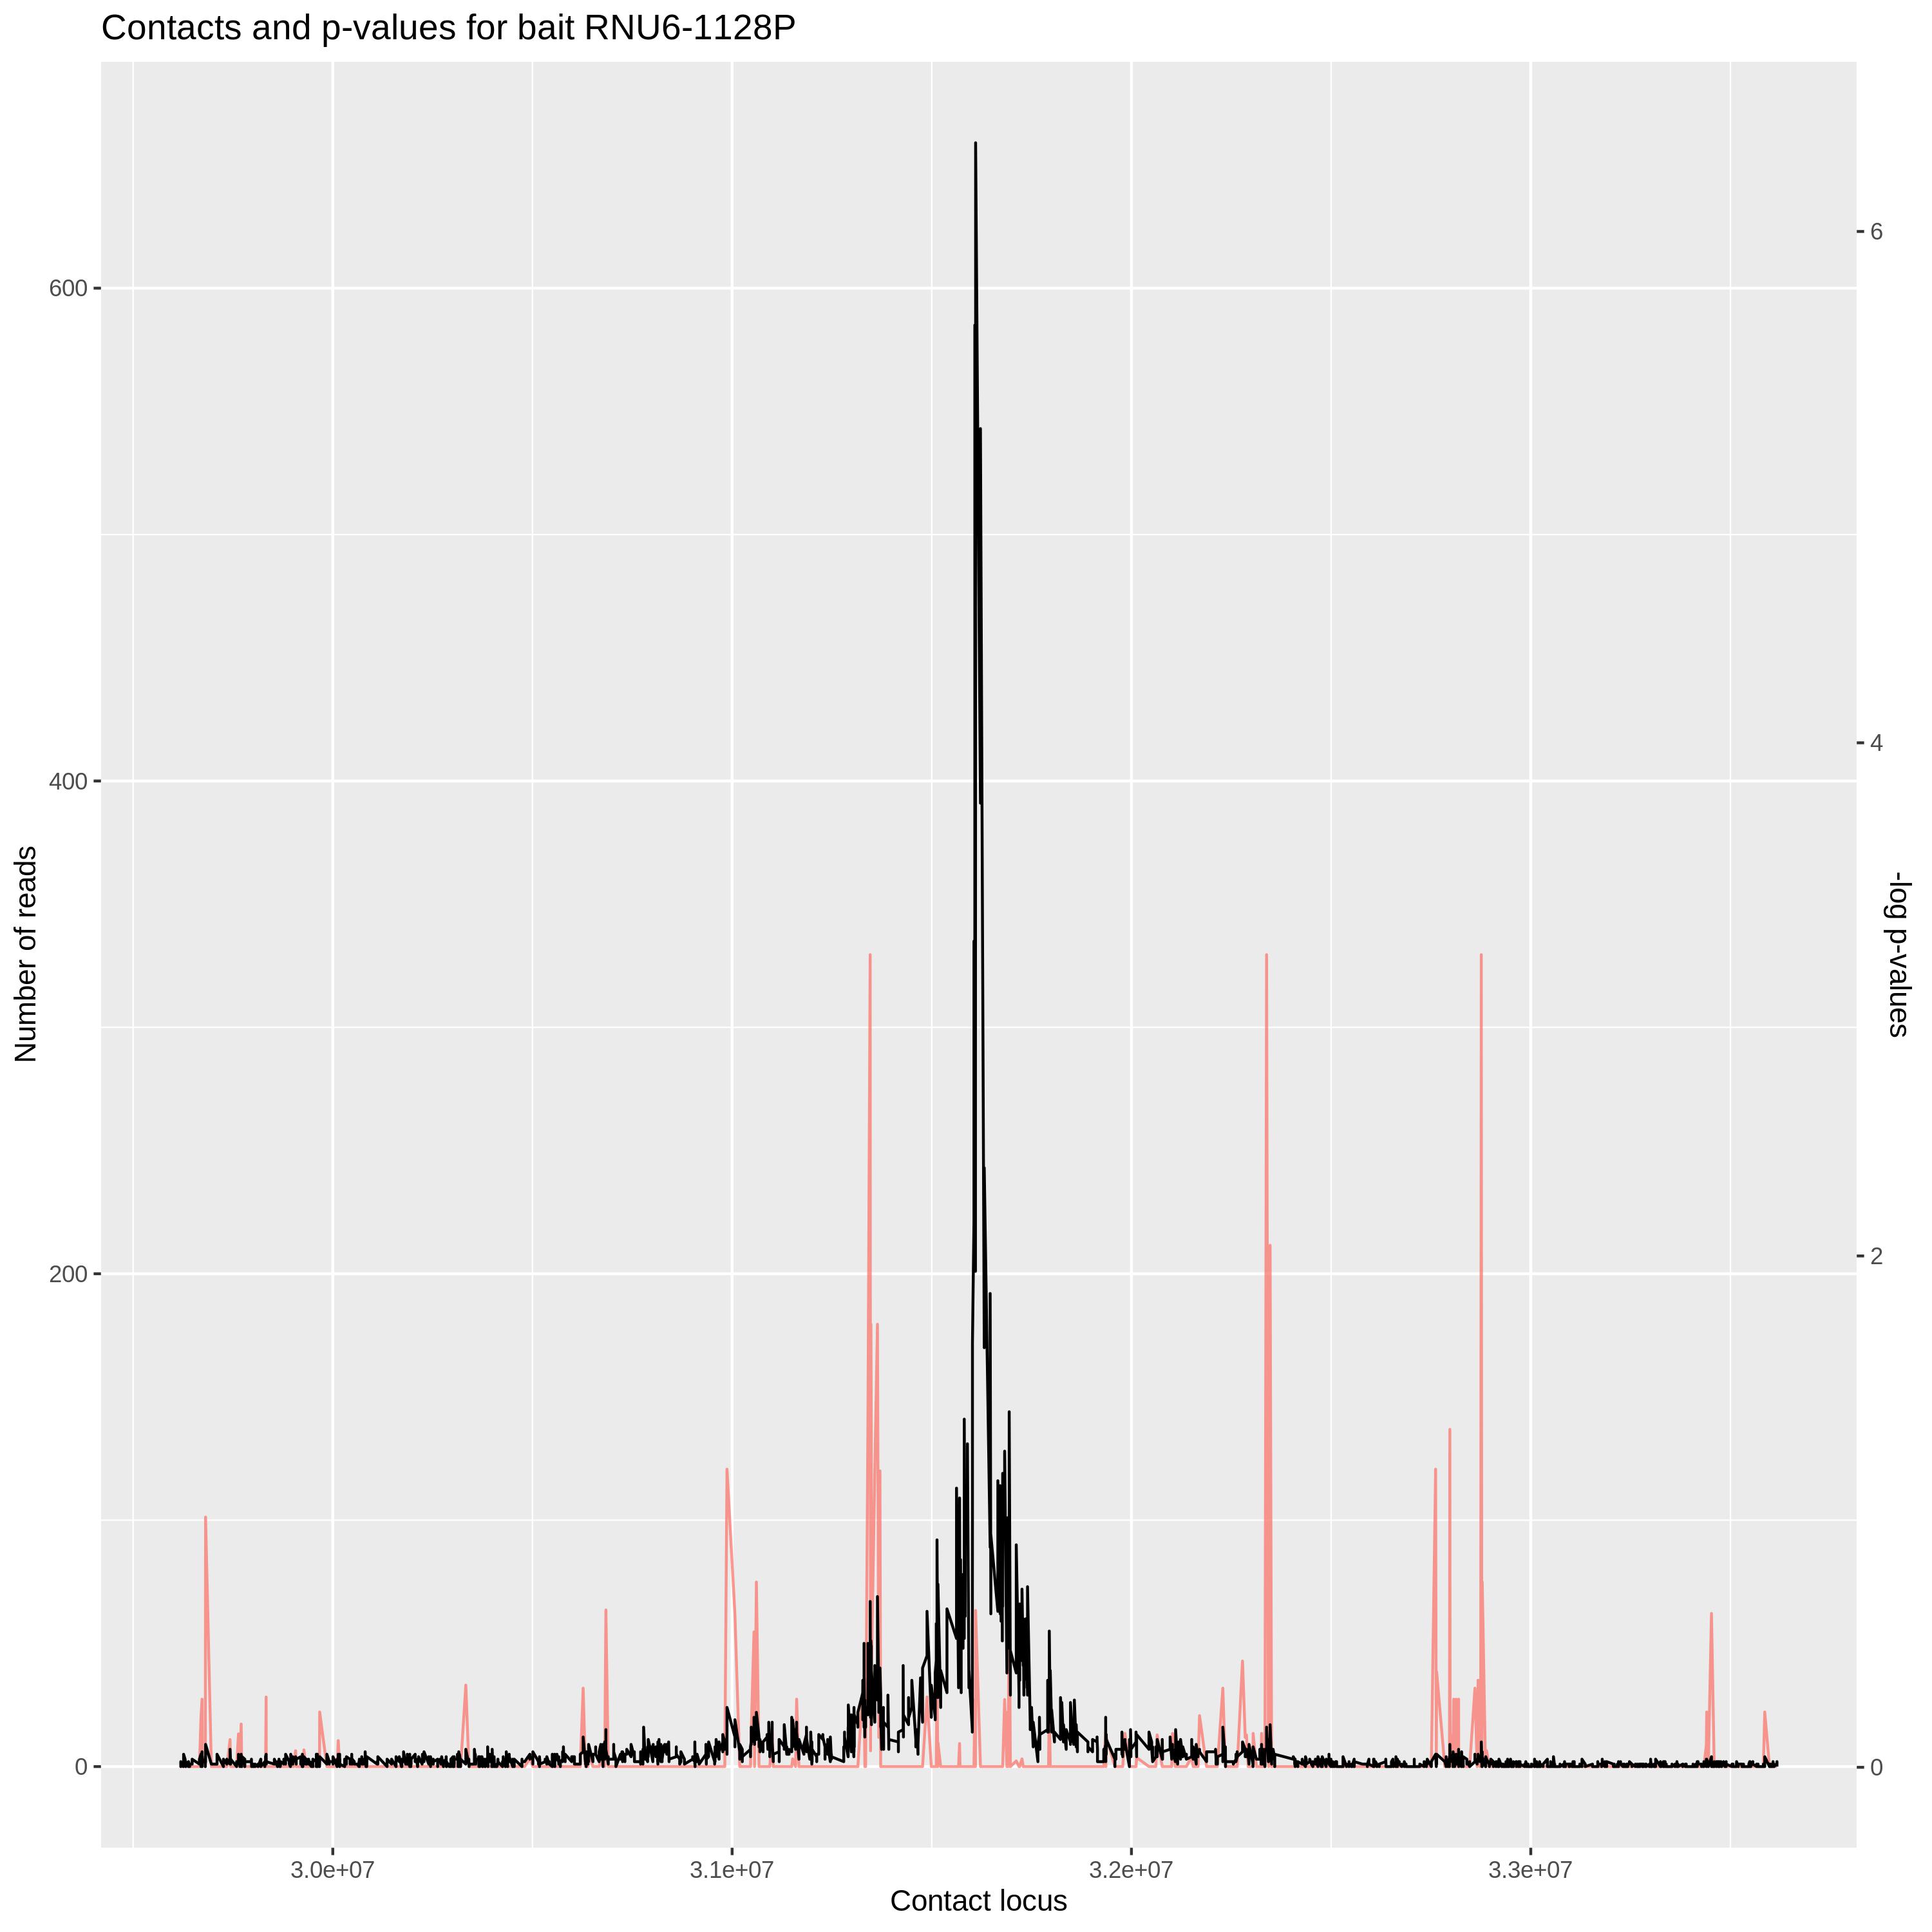 Contacts and p-values for bait RNU6-1128P
600
400
200
0
Number of reads
6
4
2
0
-log p-values
3.0e+07
3.1e+07
3.2e+07
3.3e+07
Contact locus